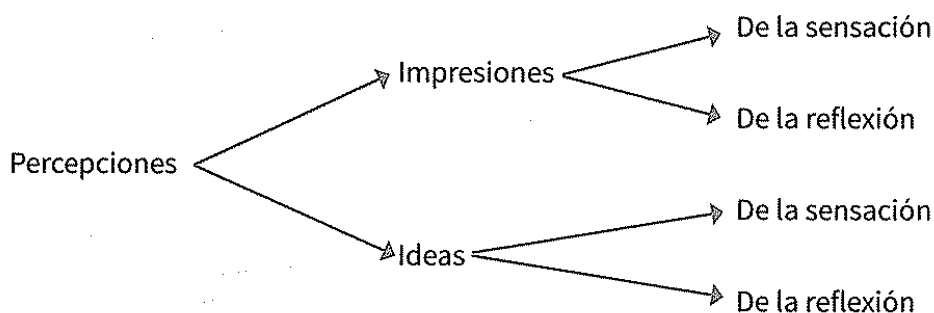 De la sensación
Impresiones
De la reflexión
Percepciones
De la sensación
Ideas
De la reflexión